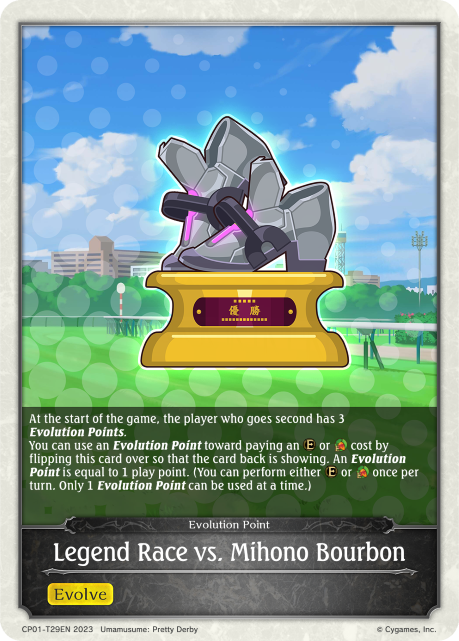 優勝
At the start of the game, the player who goes second has 3
Evolution Points.
You can use an Evolution Point toward paying an E or cost by
flipping this card over so that the card back is showing. An Evolution
Point is equal to 1 play point. (You can perform either E or once per
turn. Only 1 Evolution Point can be used at a time.)
Evolution Point
Legend Race vs. Mihono Bourbon
Evolve
CP01-T29EN 2023 Umamusume: Pretty Derby © Cygames, Inc.